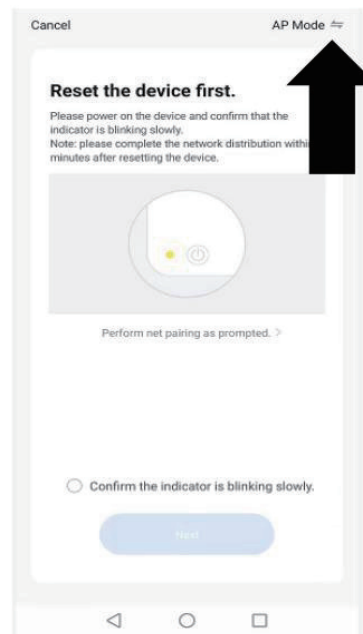 Cancel
AP Mode
Reset the device first.
Please power on the device and confirm that the
indicator is blinking slowly.
Note: please complete the network distribution within
minutes after resetting the device.
Perform net pairing as prompted. >
Confirm the indicator is blinking slowly.
Next